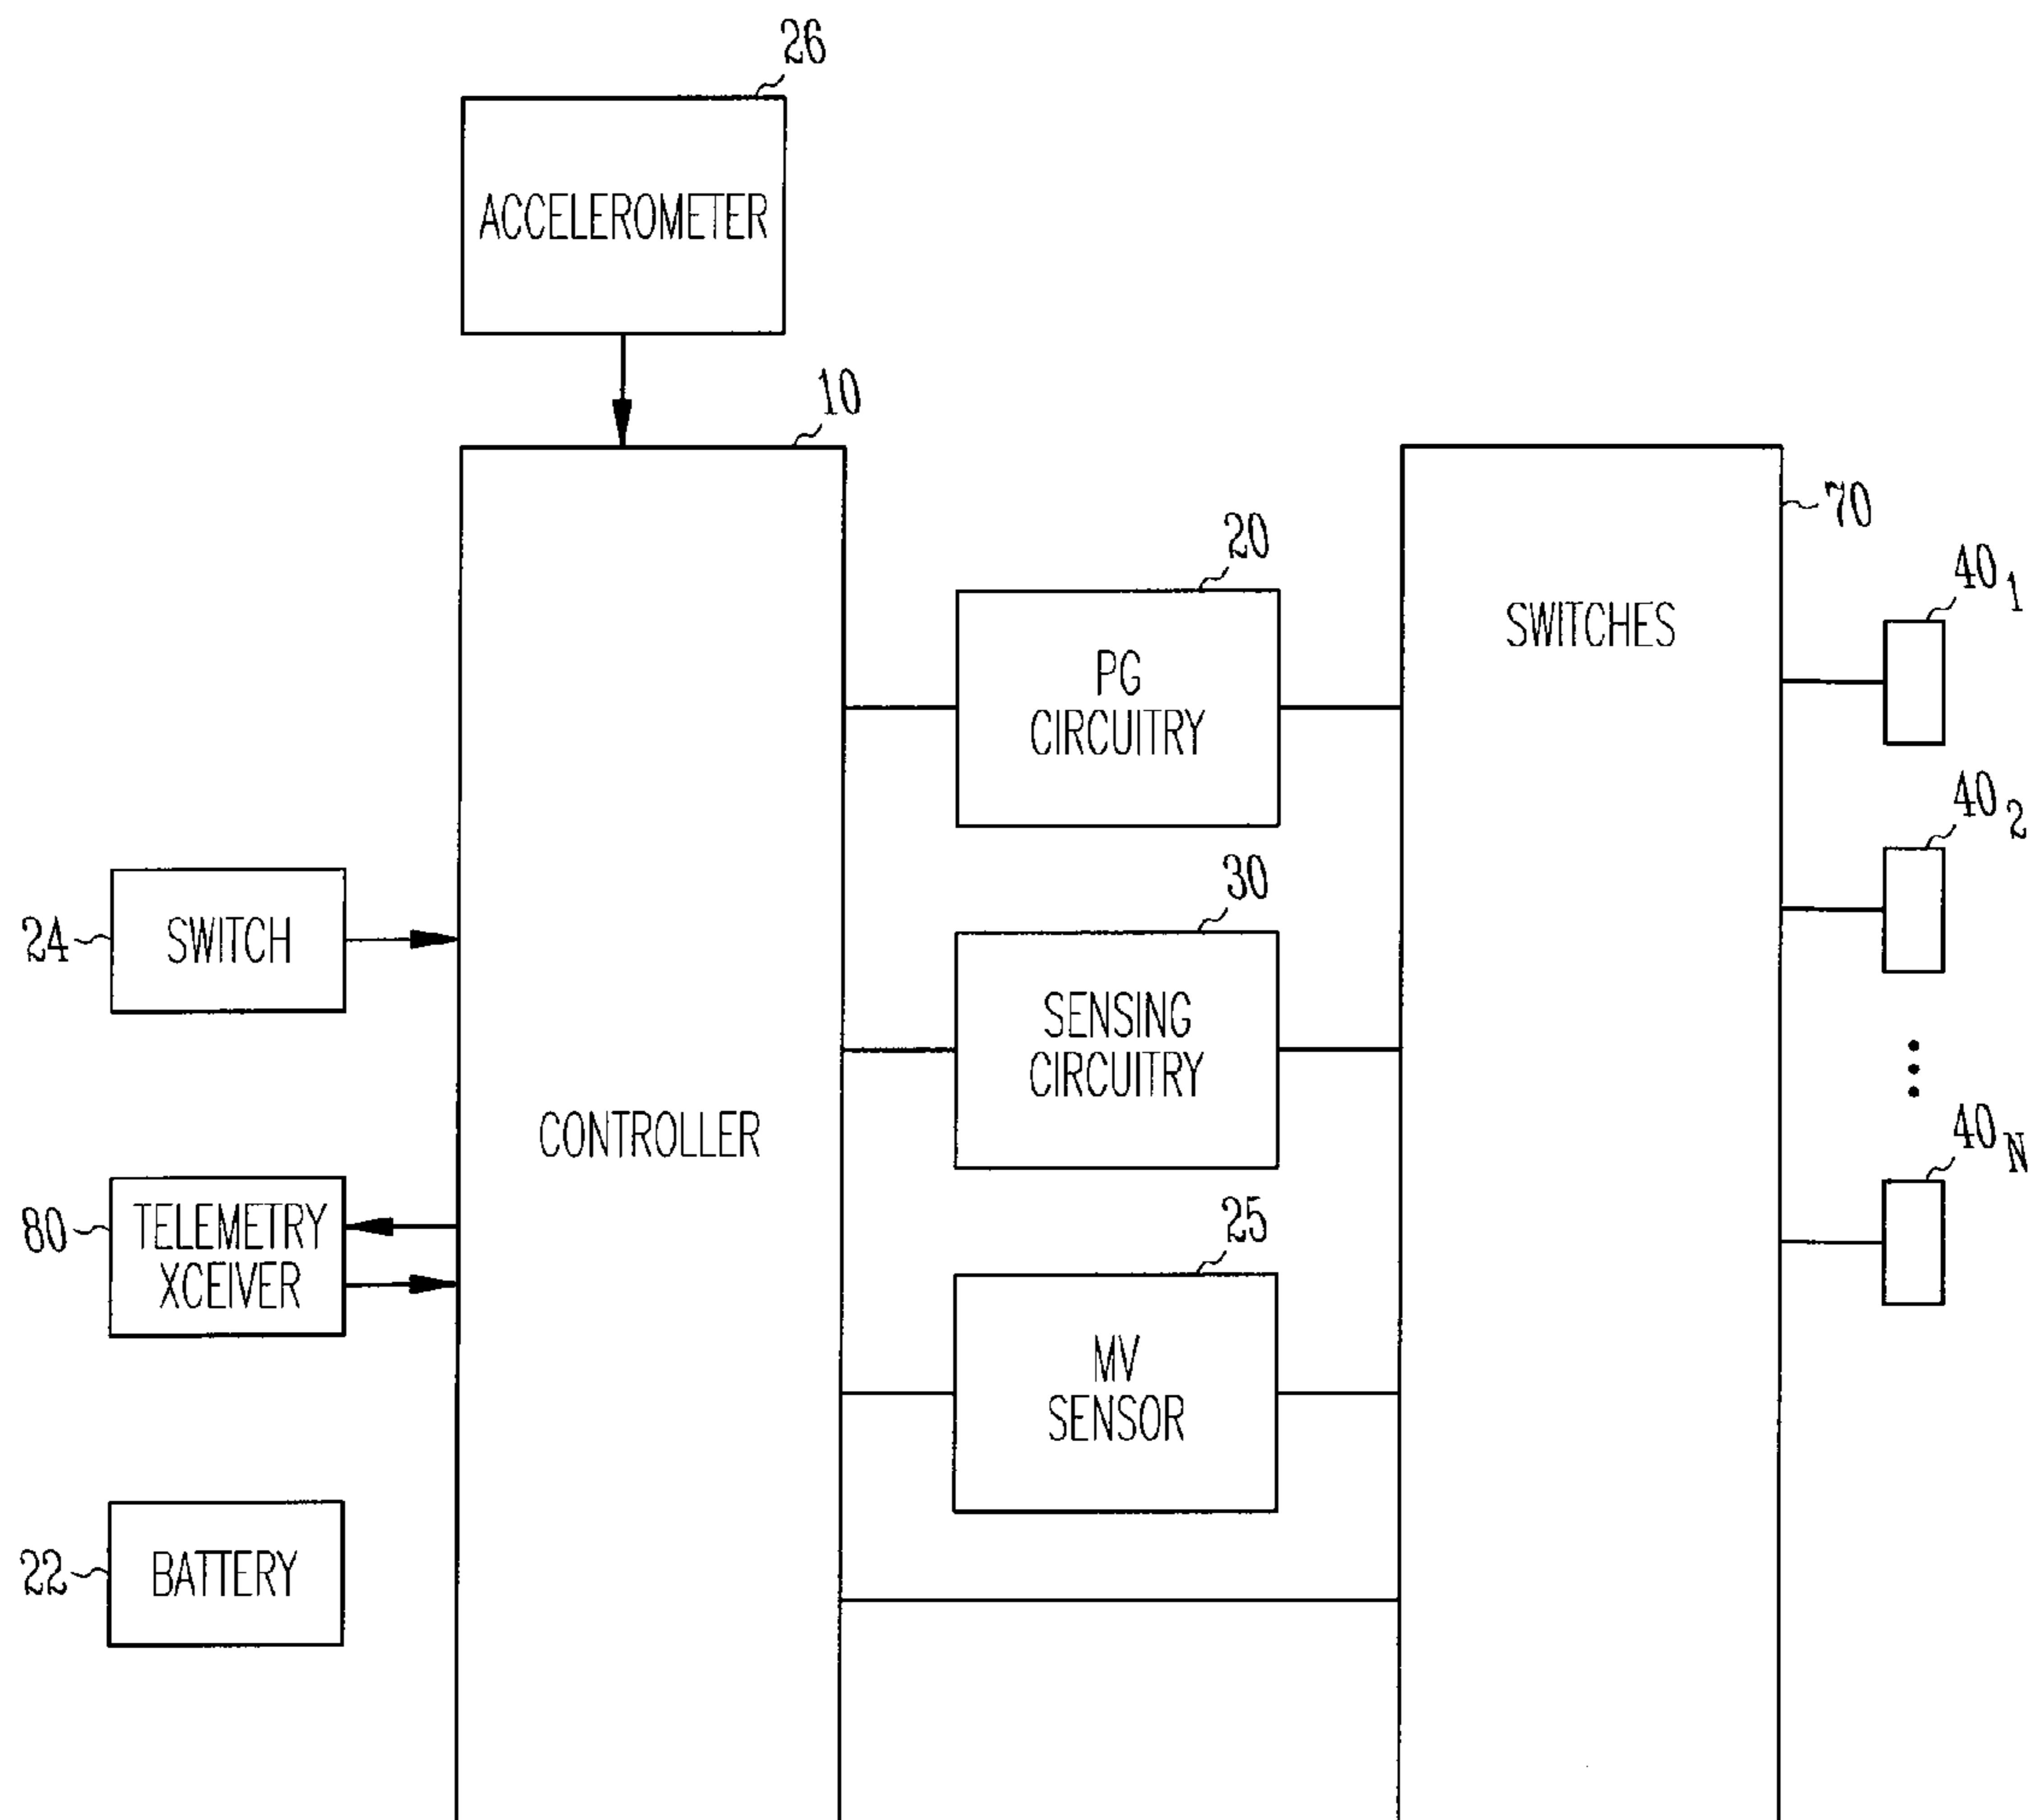 26
ACCELEROMETER
10
CONTROLLER
20
PG
CIRCUITRY
30
SENSING
CIRCUITRY
25
MV
SENSOR
70
SWITCHES
40 1
40 2
40 N
24
SWITCH
80
TELEMETRY
XCEIVER
22
BATTERY